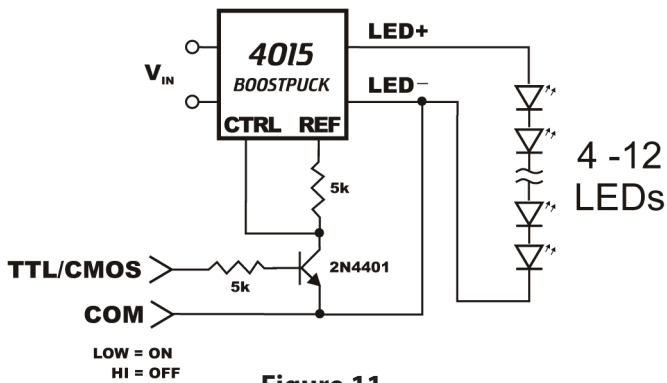 LED+
4015
BOOSTPUCK
VIN
LED−
CTRL REF
5k
4 -12
LEDs
TTL/CMOS
5k
2N4401
COM
LOW = ON
HI = OFF
Figure 11